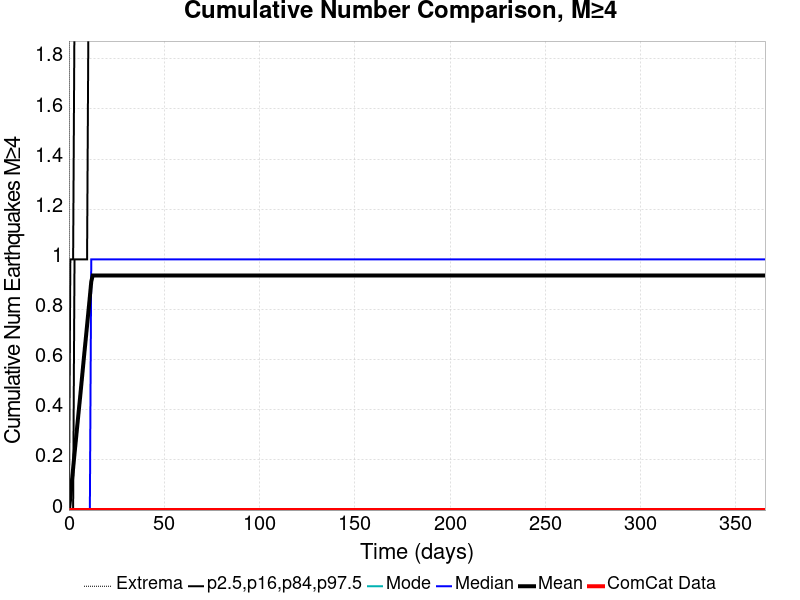 Cumulative Number Comparison, M≥4
Cumulative Num Earthquakes M≥4
1.8
1.6
1.4
1.2
1
0.8
0.6
0.4
0.2
0
0 50 100 150 200 250 300 350
Time (days)
Extrema p2.5,p16,p84,p97.5 Mode Median Mean ComCat Data